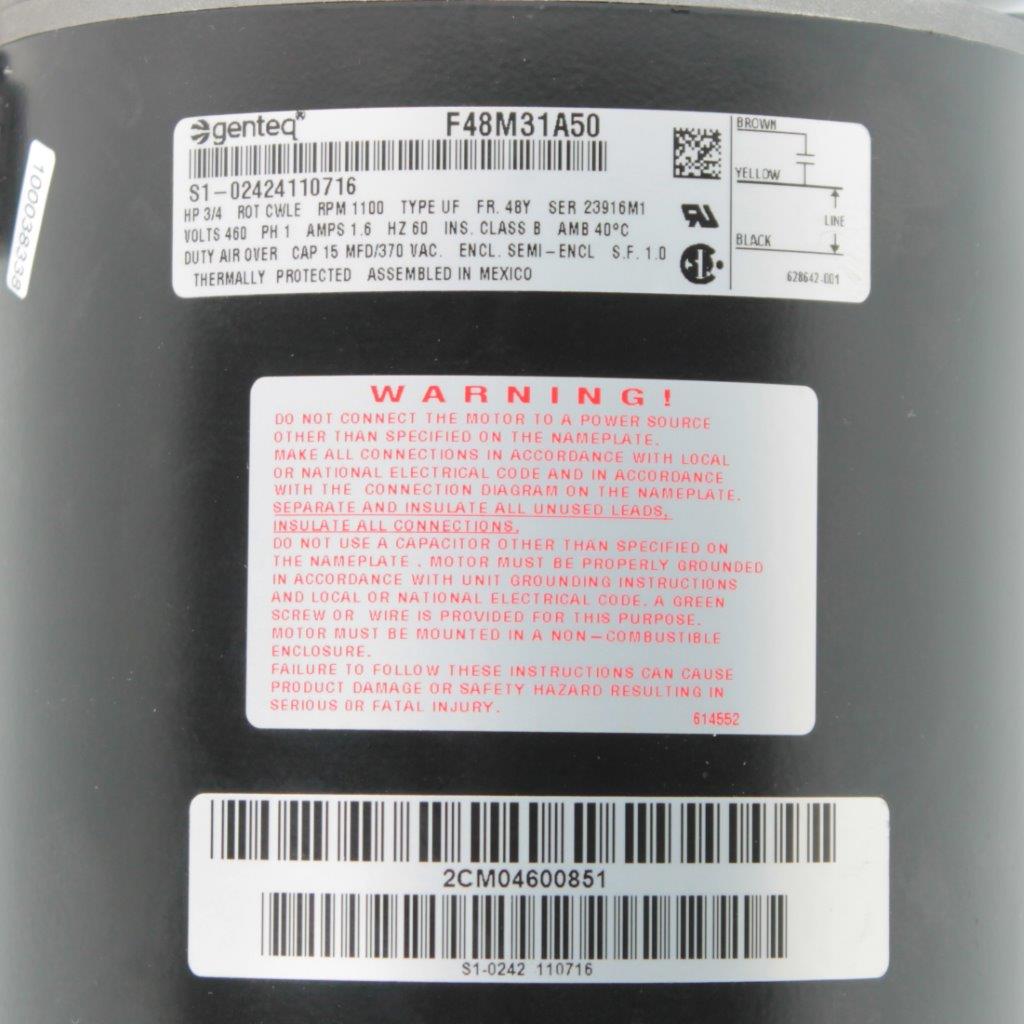 genteq® F48M31A50
S1-02424110716
HP 3/4 ROT CWLE RPM 1100 TYPE UF FR. 48Y SER 23916M1
VOLTS 460 PH 1 AMPS 1.6 HZ 60 INS. CLASS B AMB 40°C
DUTY AIR OVER CAP 15 MFD/370 VAC. ENCL. SEMI-ENCL S.F. 1.0
THERMALLY PROTECTED ASSEMBLED IN MEXICO
BROWN
YELLOW
LINE
BLACK
628642-001
1000038338
WARNING!
DO NOT CONNECT THE MOTOR TO A POWER SOURCE
OTHER THAN SPECIFIED ON THE NAMEPLATE.
MAKE ALL CONNECTIONS IN ACCORDANCE WITH LOCAL
OR NATIONAL ELECTRICAL CODE AND IN ACCORDANCE
WITH THE CONNECTION DIAGRAM ON THE NAMEPLATE.
SEPARATE AND INSULATE ALL UNUSED LEADS,
INSULATE ALL CONNECTIONS.
DO NOT USE A CAPACITOR OTHER THAN SPECIFIED ON
THE NAMEPLATE . MOTOR MUST BE PROPERLY GROUNDED
IN ACCORDANCE WITH UNIT GROUNDING INSTRUCTIONS
AND LOCAL OR NATIONAL ELECTRICAL CODE. A GREEN
SCREW OR WIRE IS PROVIDED FOR THIS PURPOSE.
MOTOR MUST BE MOUNTED IN A NON-COMBUSTIBLE
ENCLOSURE.
FAILURE TO FOLLOW THESE INSTRUCTIONS CAN CAUSE
PRODUCT DAMAGE OR SAFETY HAZARD RESULTING IN
SERIOUS OR FATAL INJURY.
614552
2CM04600851
S1-0242 110716